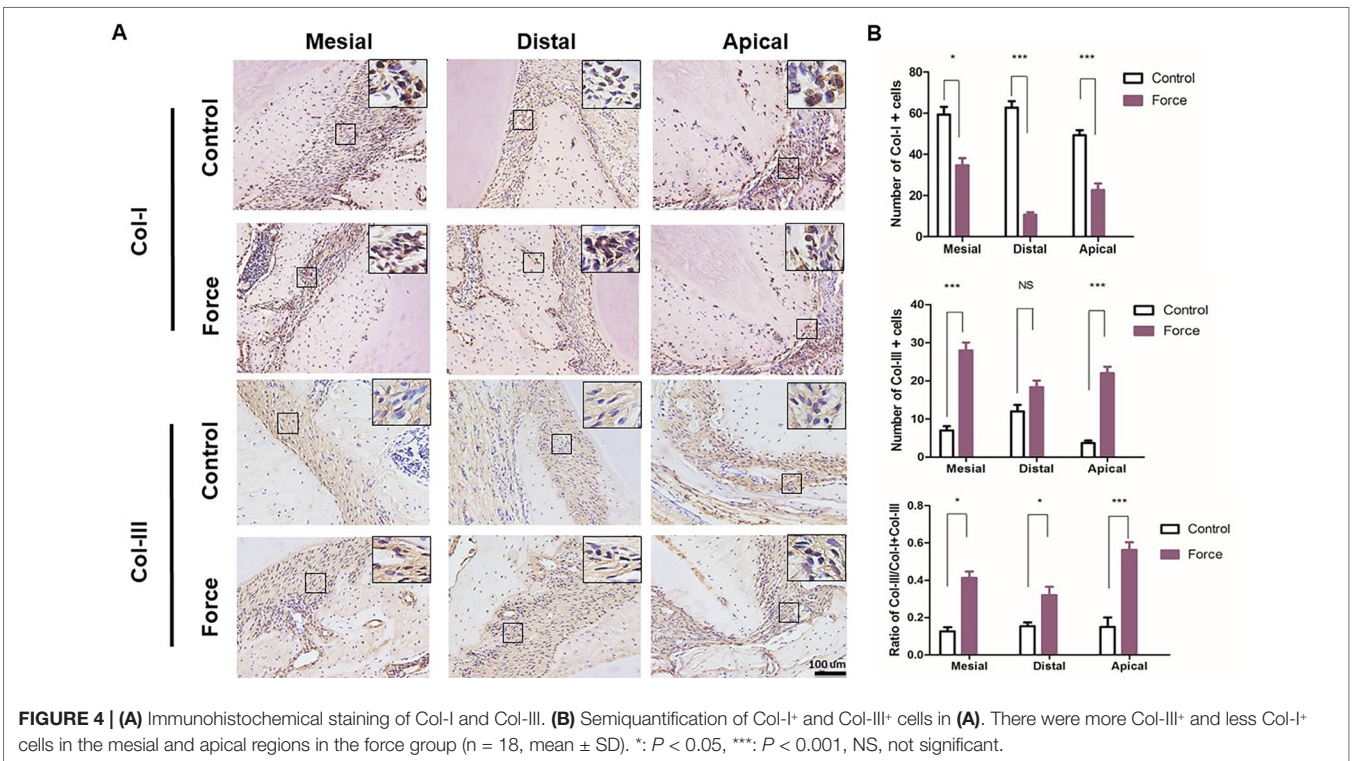 A
Mesial Distal Apical
Col-I
Control
Force
Col-III
Control
Force
100 um
B
* *** ***
Number of Col-I + cells
80
60
40
20
0
Mesial Distal Apical
Control
Force
*** NS ***
Number of Col-III + cells
40
30
20
10
0
Mesial Distal Apical
Control
Force
* * ***
Ratio of Col-III/Col-I+Col-III
0.8
0.6
0.4
0.2
0.0
Mesial Distal Apical
Control
Force
FIGURE 4 | (A) Immunohistochemical staining of Col-I and Col-III. (B) Semiquantification of Col-I⁺ and Col-III⁺ cells in (A). There were more Col-III⁺ and less Col-I⁺
cells in the mesial and apical regions in the force group (n = 18, mean ± SD). *: P < 0.05, ***: P < 0.001, NS, not significant.